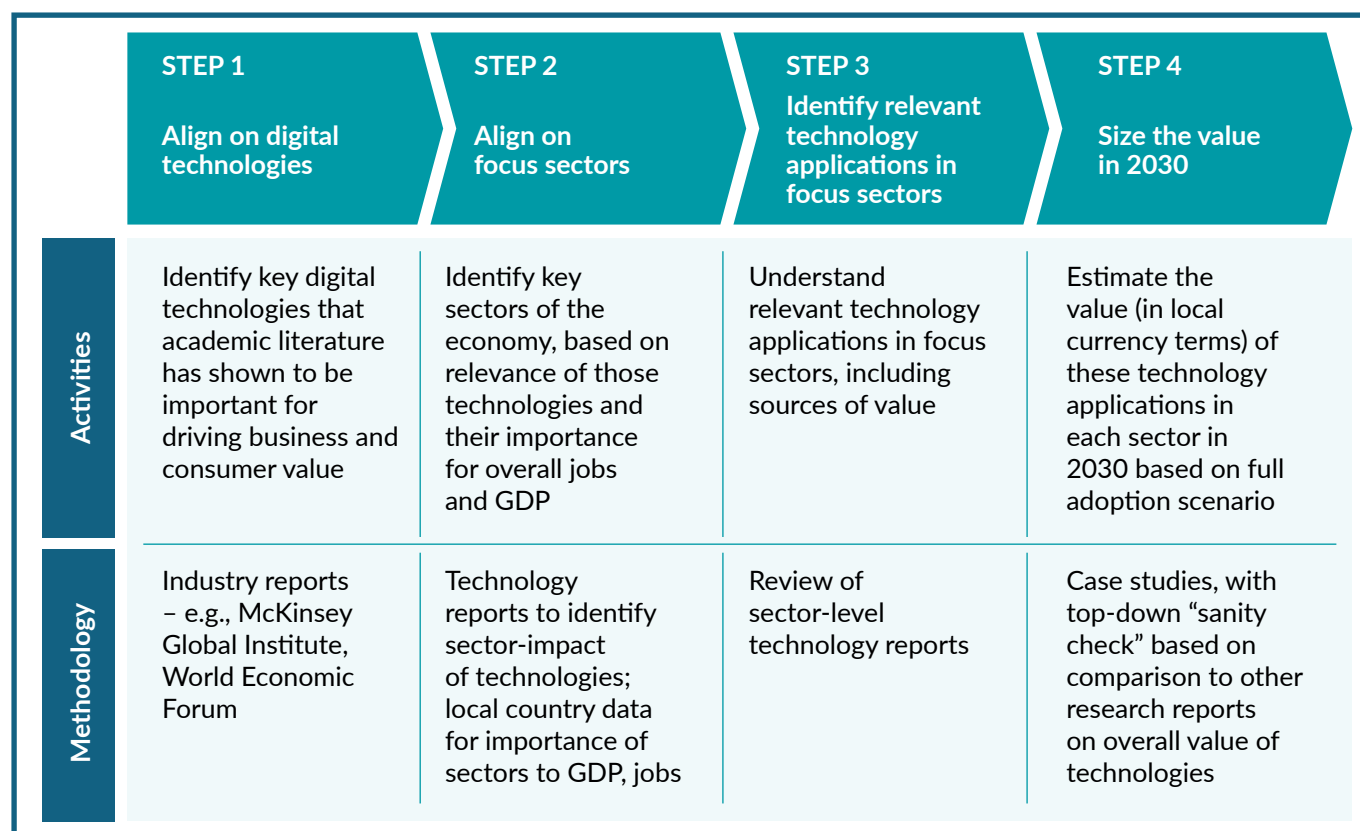 STEP 1
Align on digital
technologies
STEP 2
Align on
focus sectors
STEP 3
Identify relevant
technology
applications in
focus sectors
STEP 4
Size the value
in 2030
Activities
Identify key digital
technologies that
academic literature
has shown to be
important for
driving business and
consumer value
Identify key
sectors of the
economy, based on
relevance of those
technologies and
their importance
for overall jobs
and GDP
Understand
relevant technology
applications in focus
sectors, including
sources of value
Estimate the
value (in local
currency terms) of
these technology
applications in
each sector in
2030 based on full
adoption scenario
Methodology
Industry reports
– e.g., McKinsey
Global Institute,
World Economic
Forum
Technology
reports to identify
sector-impact
of technologies;
local country data
for importance of
sectors to GDP, jobs
Review of
sector-level
technology reports
Case studies, with
top-down “sanity
check” based on
comparison to other
research reports
on overall value of
technologies